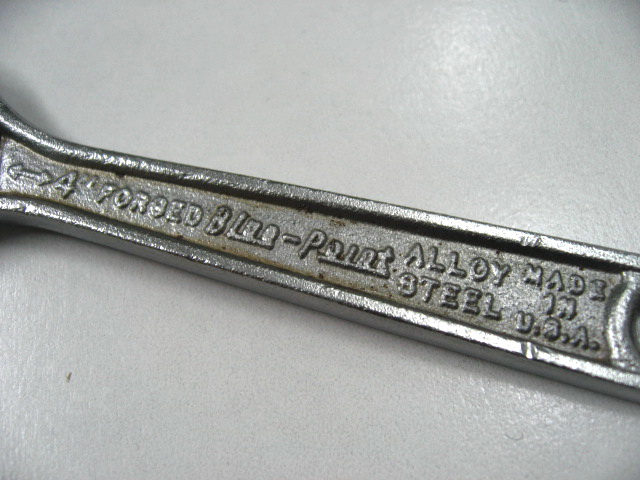 4" FORGED Blue-Point ALLOY STEEL MADE IN U.S.A.